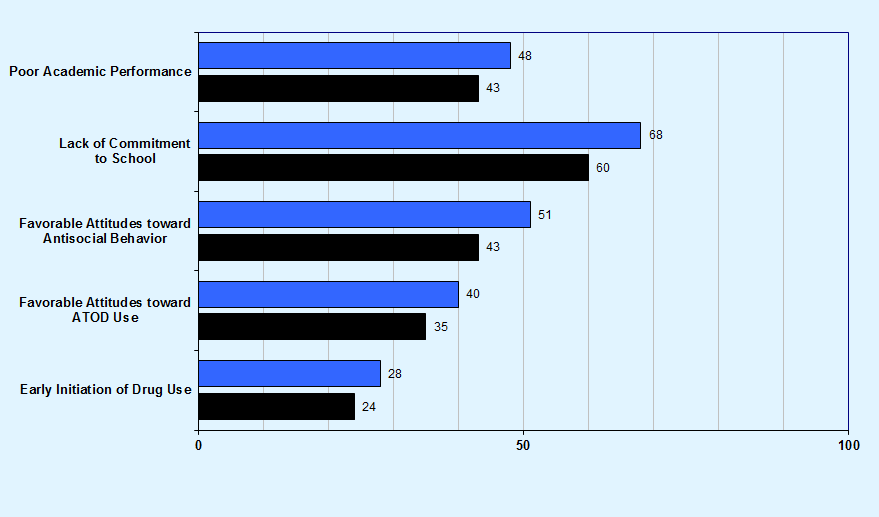 Poor Academic Performance
48
43
Lack of Commitment
to School
68
60
Favorable Attitudes toward
Antisocial Behavior
51
43
Favorable Attitudes toward
ATOD Use
40
35
Early Initiation of Drug Use
28
24
0 50 100